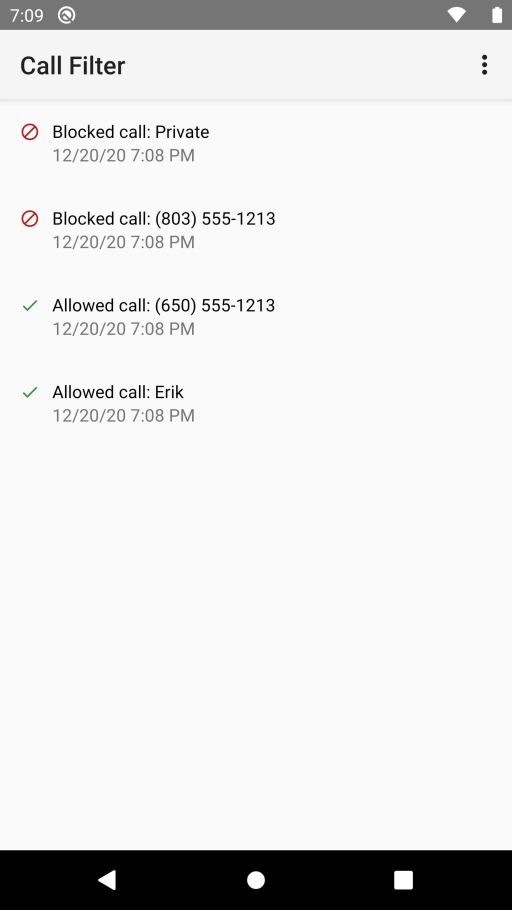 7:09
Call Filter
Blocked call: Private
12/20/20 7:08 PM
Blocked call: (803) 555-1213
12/20/20 7:08 PM
Allowed call: (650) 555-1213
12/20/20 7:08 PM
Allowed call: Erik
12/20/20 7:08 PM